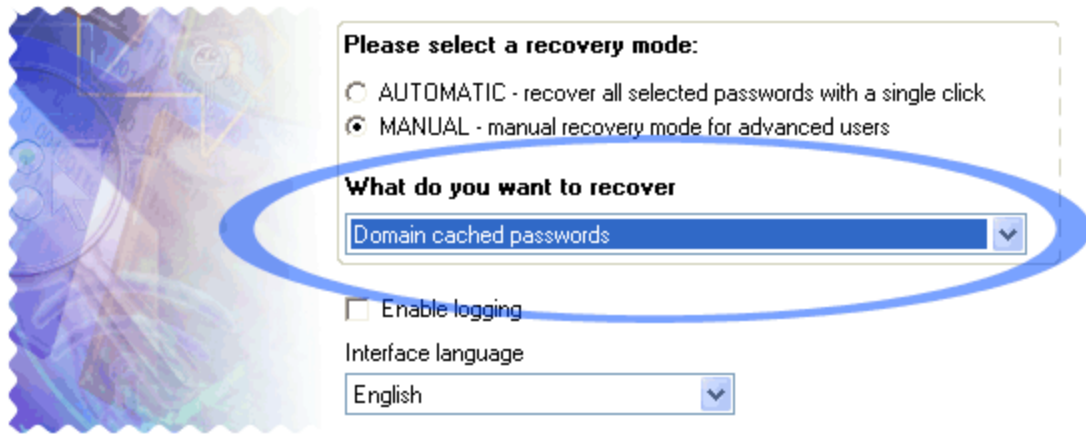 Please select a recovery mode:
AUTOMATIC - recover all selected passwords with a single click
MANUAL - manual recovery mode for advanced users
What do you want to recover
Domain cached passwords
Enable logging
Interface language
English